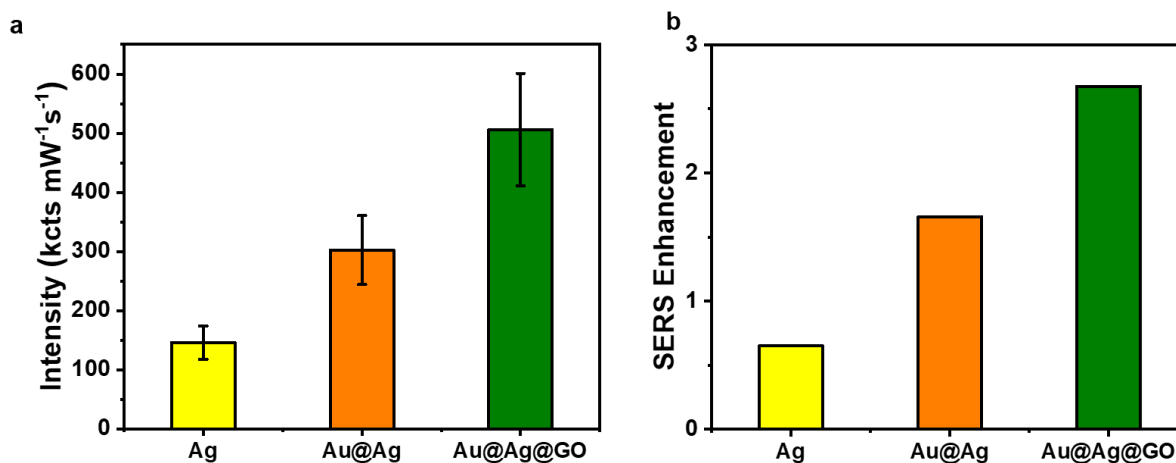 a
Intensity (kcts mW⁻¹s⁻¹)
600
500
400
300
200
100
0
Ag
Au@Ag
Au@Ag@GO
b
SERS Enhancement
3
2
1
0
Ag
Au@Ag
Au@Ag@GO